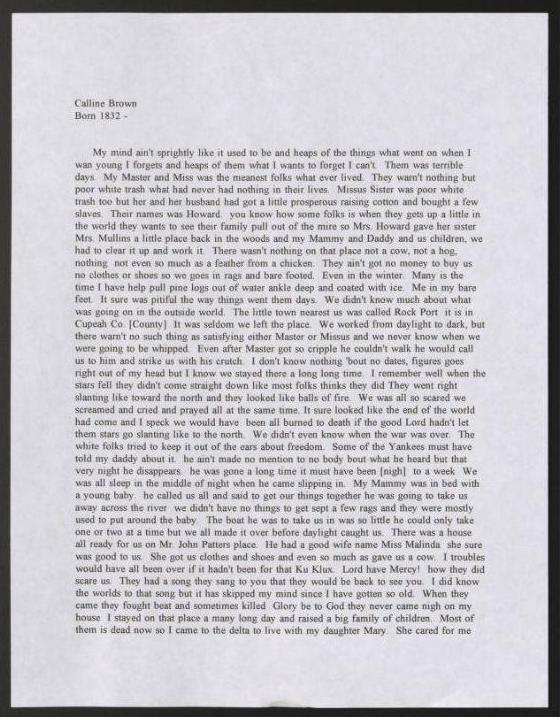 Calline Brown
Born 1832 -
My mind ain't sprightly like it used to be and heaps of the things what went on when I
wan young I forgets and heaps of them what I wants to forget I can't. Them was terrible
days. My Master and Miss was the meanest folks what ever lived. They warn't nothing but
poor white trash what had never had nothing in their lives. Missus Sister was poor white
trash too but her and her husband had got a little prosperous raising cotton and bought a few
slaves. Their names was Howard. you know how some folks is when they gets up a little in
the world they wants to see their family pull out of the mire so Mrs. Howard gave her sister
Mrs. Mullins a little place back in the woods and my Mammy and Daddy and us children, we
had to clear it up and work it. There wasn't nothing on that place not a cow, not a hog,
nothing not even so much as a feather from a chicken. They ain't got no money to buy us
no clothes or shoes so we goes in rags and bare footed. Even in the winter. Many is the
time I have help pull pine logs out of water ankle deep and coated with ice. Me in my bare
feet. It sure was pitiful the way things went them days. We didn't know much about what
was going on in the outside world. The little town nearest us was called Rock Port it is in
Cupeah Co. [County] It was seldom we left the place. We worked from daylight to dark, but
there warn't no such thing as satisfying either Master or Missus and we never know when we
were going to be whipped. Even after Master got so cripple he couldn't walk he would call
us to him and strike us with his crutch. I don't know nothing 'bout no dates, figures goes
right out of my head but I know we stayed there a long long time. I remember well when the
stars fell they didn't come straight down like most folks thinks they did They went right
slanting like toward the north and they looked like balls of fire. We was all so scared we
screamed and cried and prayed all at the same time. It sure looked like the end of the world
had come and I speck we would have been all burned to death if the good Lord hadn't let
them stars go slanting like to the north. We didn't even know when the war was over. The
white folks tried to keep it out of the ears about freedom. Some of the Yankees must have
told my daddy about it. he ain't made no mention to no body bout what he heard but that
very night he disappears. he was gone a long time it must have been [nigh] to a week We
was all sleep in the middle of night when he came slipping in. My Mammy was in bed with
a young baby. he called us all and said to get our things together he was going to take us
away across the river we didn't have no things to get sept a few rags and they were mostly
used to put around the baby. The boat he was to take us in was so little he could only take
one or two at a time but we all made it over before daylight caught us. There was a house
all ready for us on Mr. John Patters place. He had a good wife name Miss Malinda she sure
was good to us. She got us clothes and shoes and even so much as gave us a cow. I troubles
would have all been over if it hadn't been for that Ku Klux. Lord have Mercy! how they did
scare us. They had a song they sang to you that they would be back to see you. I did know
the worlds to that song but it has skipped my mind since I have gotten so old. When they
came they fought beat and sometimes killed Glory be to God they never came nigh on my
house I stayed on that place a many long day and raised a big family of children. Most of
them is dead now so I came to the delta to live with my daughter Mary. She cared for me